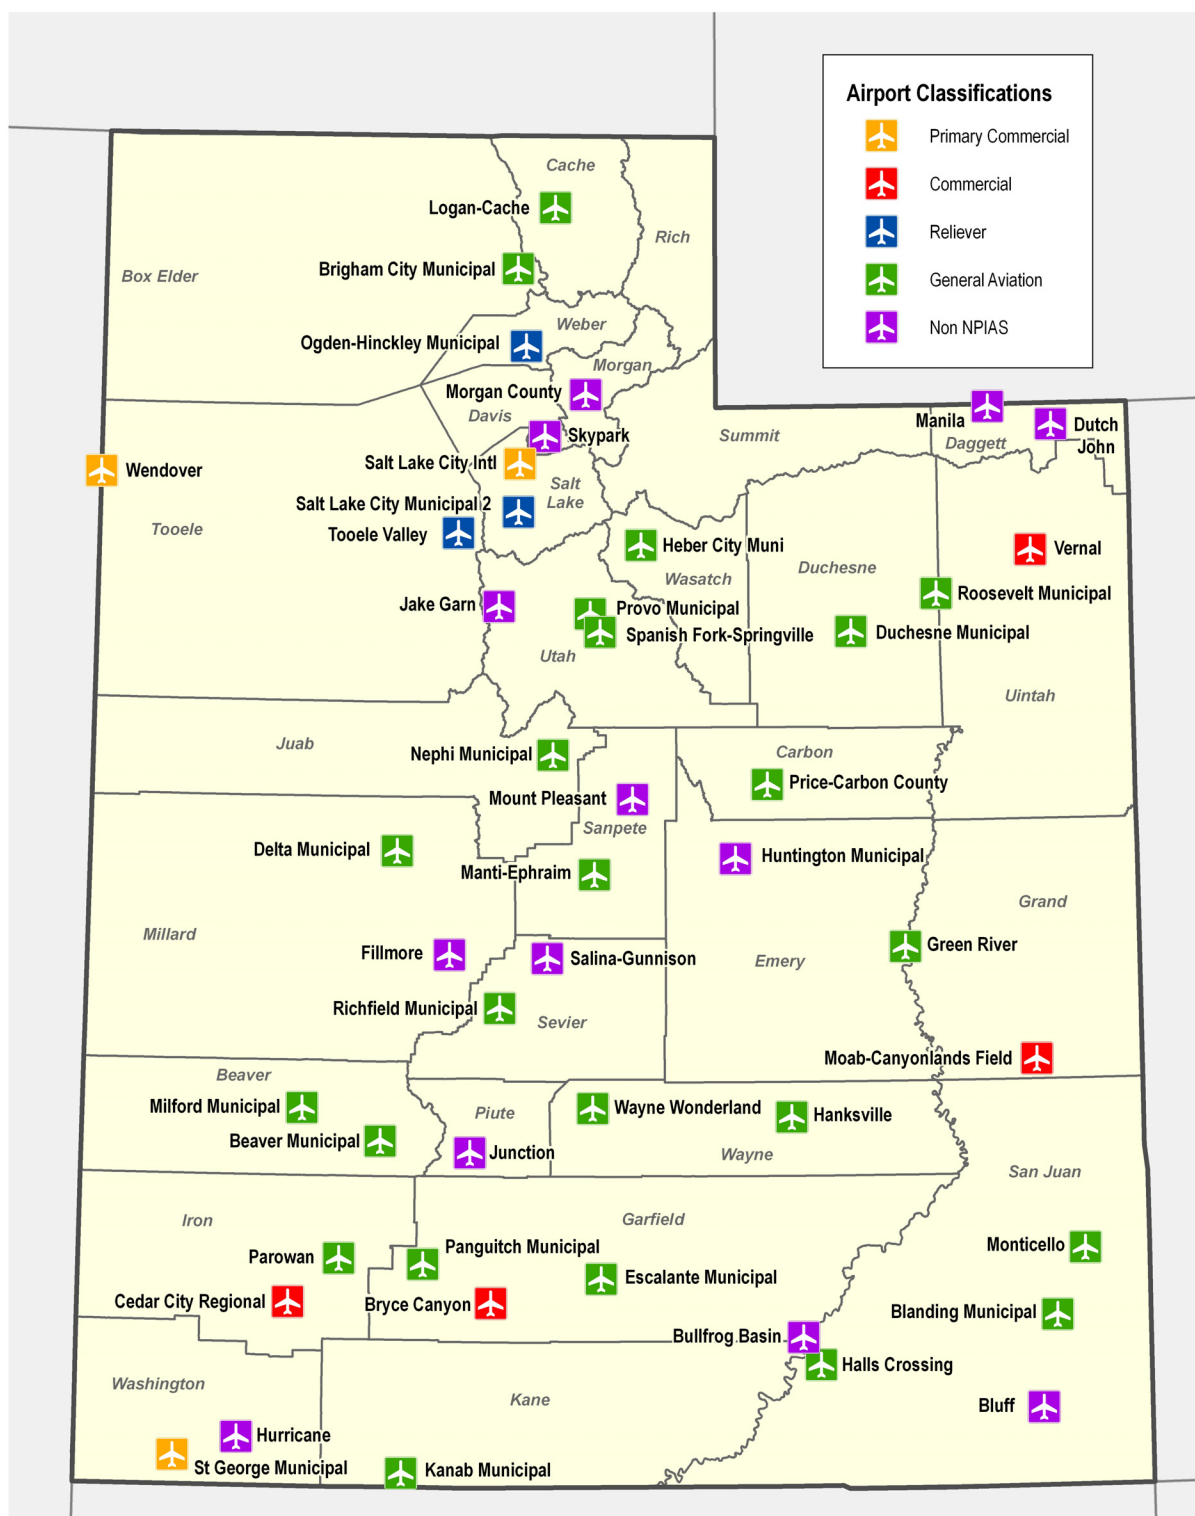 Airport Classifications
Primary Commercial
Commercial
Reliever
General Aviation
Non NPIAS
Cache
Logan-Cache
Rich
Brigham City Municipal
Box Elder
Weber
Ogden-Hinckley Municipal
Morgan
Morgan County
Davis
Skypark
Summit
Manila
Daggett
Dutch
John
Wendover
Salt Lake City Intl
Salt
Lake
Salt Lake City Municipal 2
Tooele
Tooele Valley
Heber City Muni
Wasatch
Duchesne
Vernal
Roosevelt Municipal
Jake Garn
Provo Municipal
Spanish Fork-Springville
Duchesne Municipal
Utah
Uintah
Juab
Nephi Municipal
Carbon
Price-Carbon County
Mount Pleasant
Sanpete
Delta Municipal
Manti-Ephraim
Huntington Municipal
Grand
Millard
Fillmore
Salina-Gunnison
Emery
Green River
Richfield Municipal
Sevier
Moab-Canyonlands Field
Beaver
Milford Municipal
Piute
Wayne Wonderland
Hanksville
Beaver Municipal
Junction
Wayne
San Juan
Iron
Garfield
Parowan
Panguitch Municipal
Monticello
Escalante Municipal
Cedar City Regional
Bryce Canyon
Blanding Municipal
Bullfrog Basin
Halls Crossing
Washington
Kane
Bluff
Hurricane
St George Municipal
Kanab Municipal